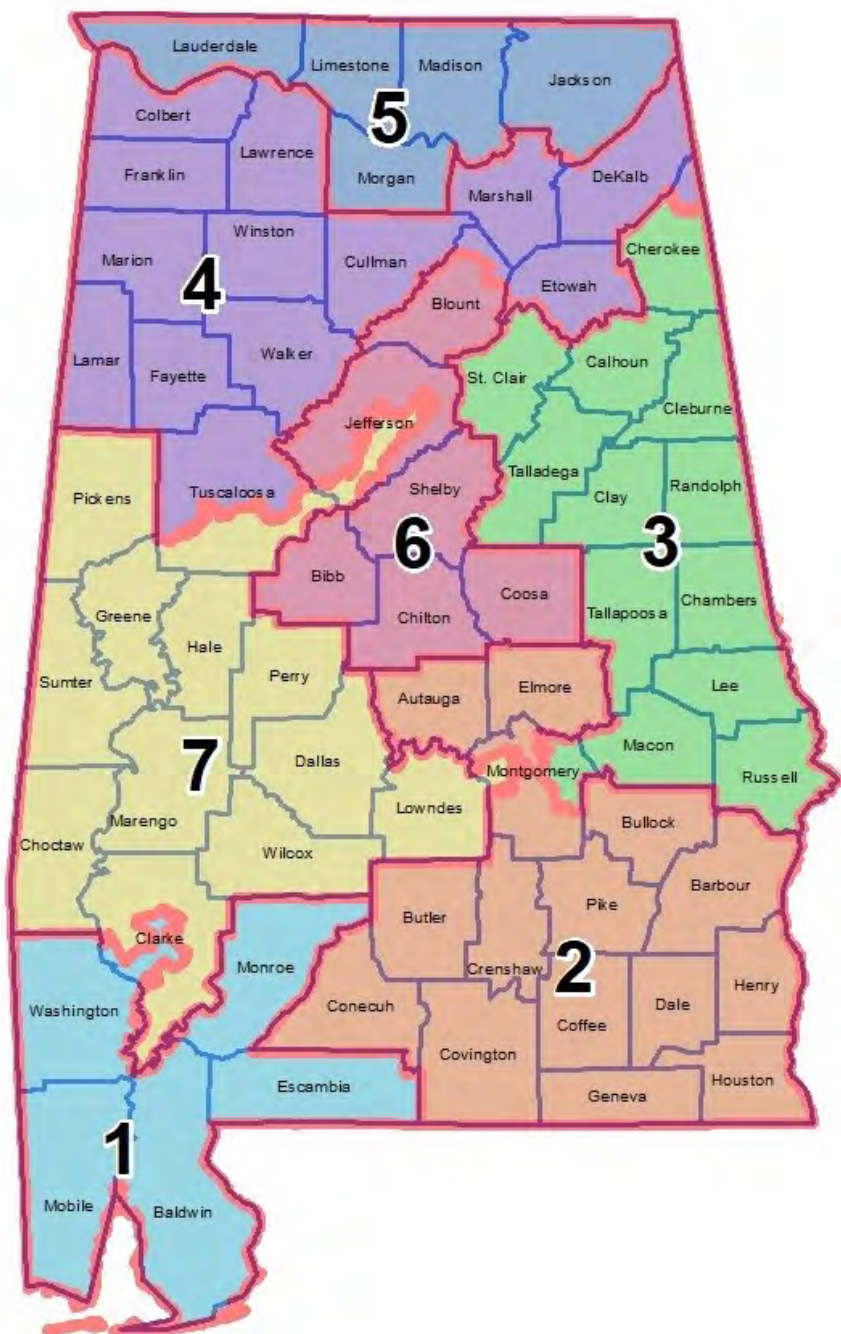 Lauderdale
Limestone
Madison
Jackson
Colbert
5
Lawrence
Franklin
Morgan
DeKalb
Marshall
Winston
Cherokee
Marion
Cullman
4
Etowah
Blount
Walker
Lamar
Fayette
Calhoun
St. Clair
Cleburne
Jefferson
Talladega
Randolph
Shelby
Tuscaloosa
Pickens
Clay
6
3
Bibb
Coosa
Chambers
Greene
Tallapoosa
Chilton
Hale
Perry
Sumter
Lee
Elmore
Autauga
Macon
7
Dallas
Montgomery
Russell
Lowndes
Marengo
Bullock
Choctaw
Wilcox
Barbour
Pike
Butler
Clarke
Monroe
Crenshaw
2
Henry
Dale
Washington
Conecuh
Coffee
Covington
Houston
Escambia
Geneva
1
Mobile
Baldwin